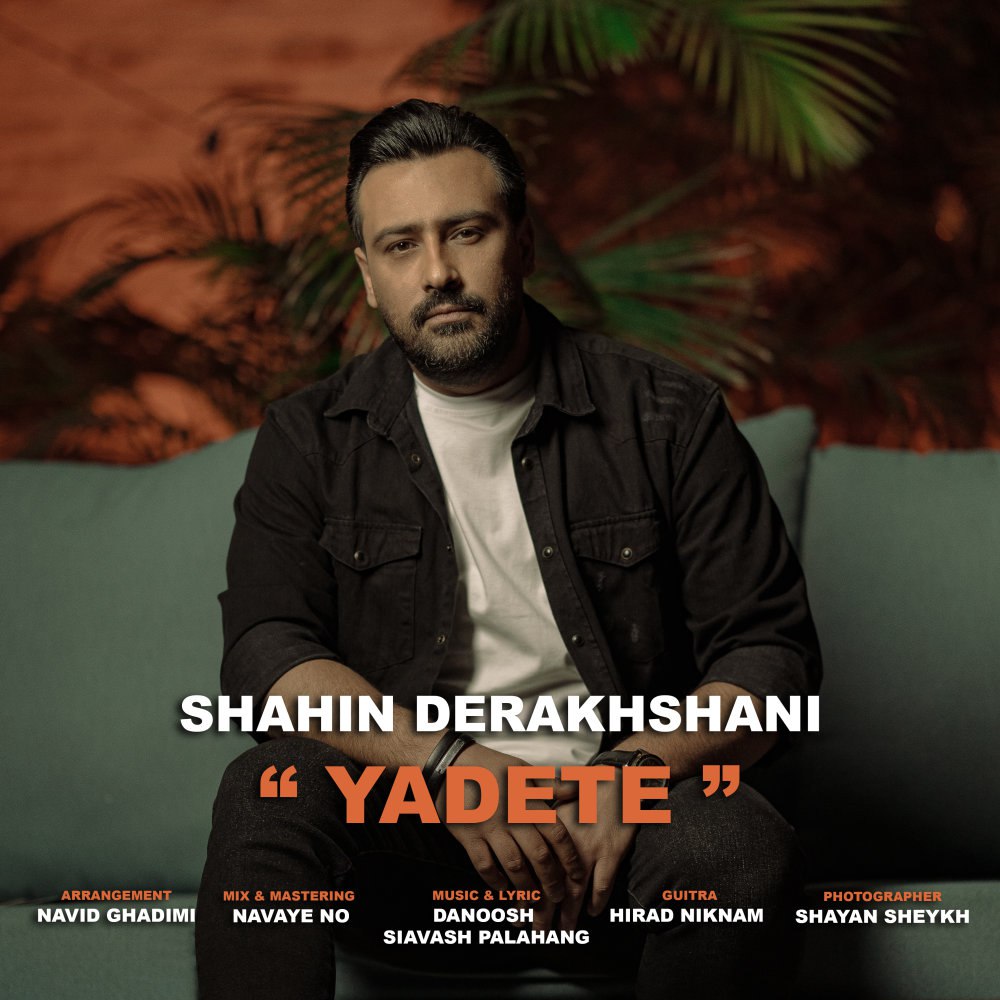 SHAHIN DERAKHSHANI
“ YADETE ”
ARRANGEMENT
NAVID GHADIMI
MIX & MASTERING
NAVAYE NO
MUSIC & LYRIC
DANOOSH
SIAVASH PALAHANG
GUITRA
HIRAD NIKNAM
PHOTOGRAPHER
SHAYAN SHEYKH